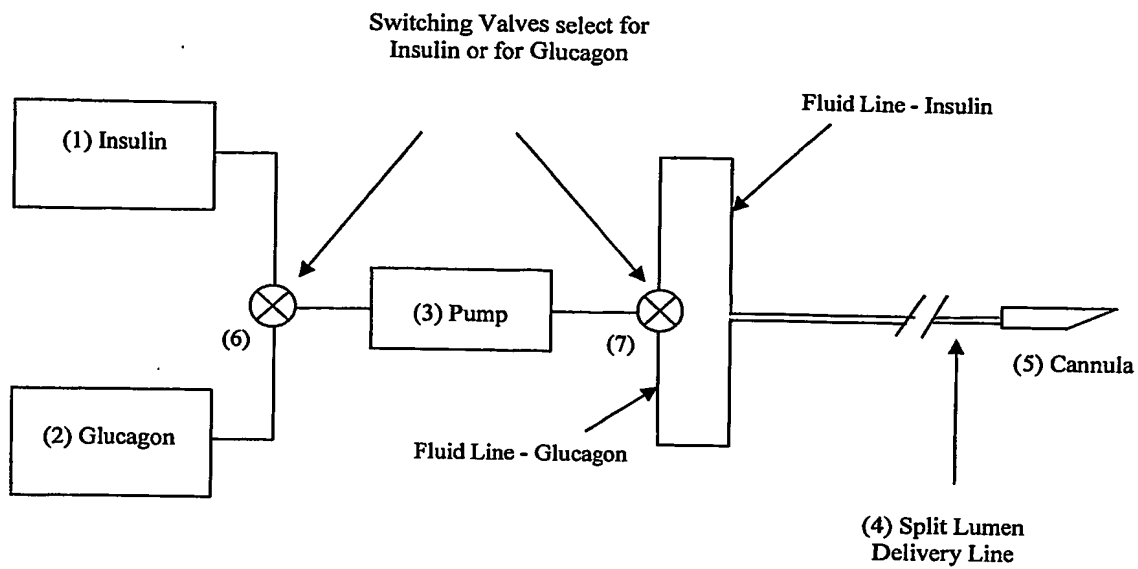 Switching Valves select for
Insulin or for Glucagon
Fluid Line - Insulin
(1) Insulin
(3) Pump
(6)
(7)
(5) Cannula
(2) Glucagon
Fluid Line - Glucagon
(4) Split Lumen
Delivery Line